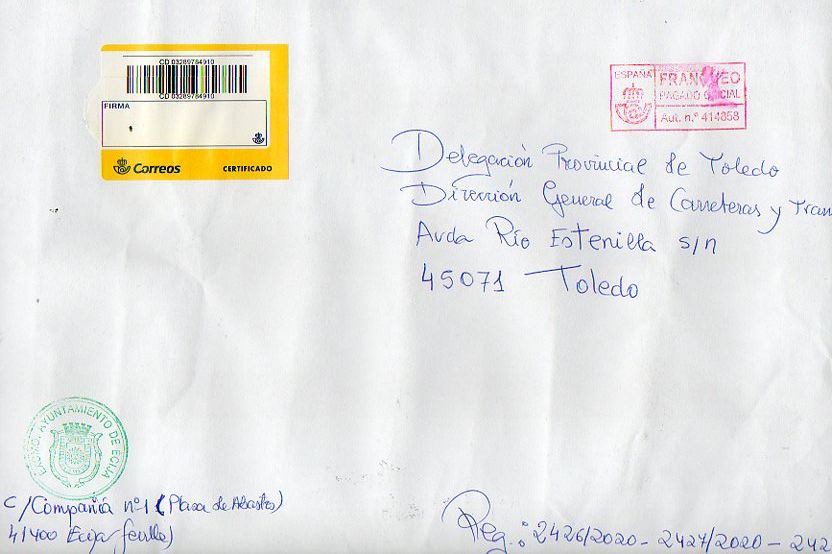 CD 03289784910
CD 03289784910
FIRMA
Correos
CERTIFICADO
ESPAÑA
FRANQUEO
PAGADO OFICIAL
Aut. n.º 414858
Delegación Provincial de Toledo
Dirección General de Carreteras y Tran
Avda Río Estenilla s/n
45071 Toledo
EXCMO. AYUNTAMIENTO DE ECIJA
C/Compañía nº1 (Plaza de Abastos)
41400 Écija (Sevilla)
Reg.: 2426/2020 - 2427/2020 - 242